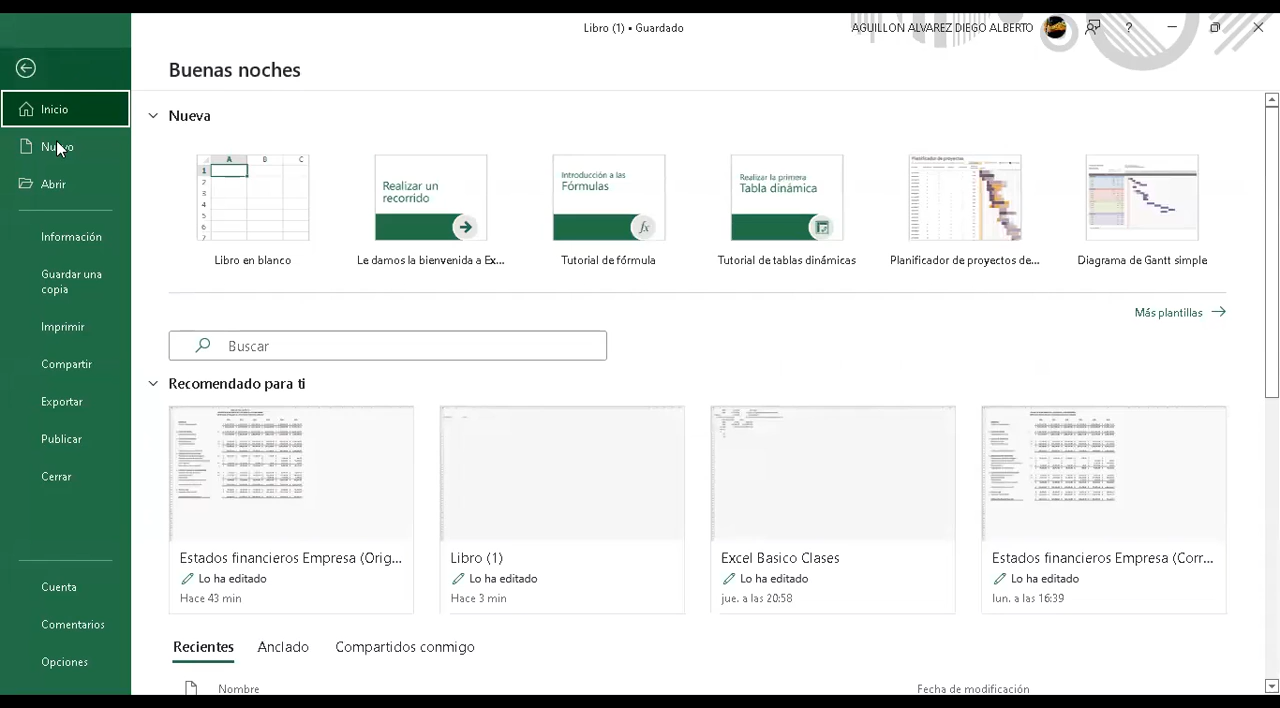 Libro (1) • Guardado
AGUILLON ALVAREZ DIEGO ALBERTO
?
Inicio
Nuevo
Abrir
Información
Guardar una
copia
Imprimir
Compartir
Exportar
Publicar
Cerrar
Cuenta
Comentarios
Opciones
Buenas noches
Nueva
A B C
1
2
3
4
5
6
7
Libro en blanco
Realizar un
recorrido
Le damos la bienvenida a Ex...
Introducción a las
Fórmulas
fx
Tutorial de fórmula
Realizar la primera
Tabla dinámica
Tutorial de tablas dinámicas
Planificador de proyectos
Planificador de proyectos de...
Diagrama de Gantt simple
Más plantillas
Buscar
Recomendado para ti
Estados financieros Empresa (Orig...
Lo ha editado
Hace 43 min
Libro (1)
Lo ha editado
Hace 3 min
Excel Basico Clases
Lo ha editado
jue. a las 20:58
Estados financieros Empresa (Corr...
Lo ha editado
lun. a las 16:39
Recientes Anclado Compartidos conmigo
Nombre Fecha de modificación